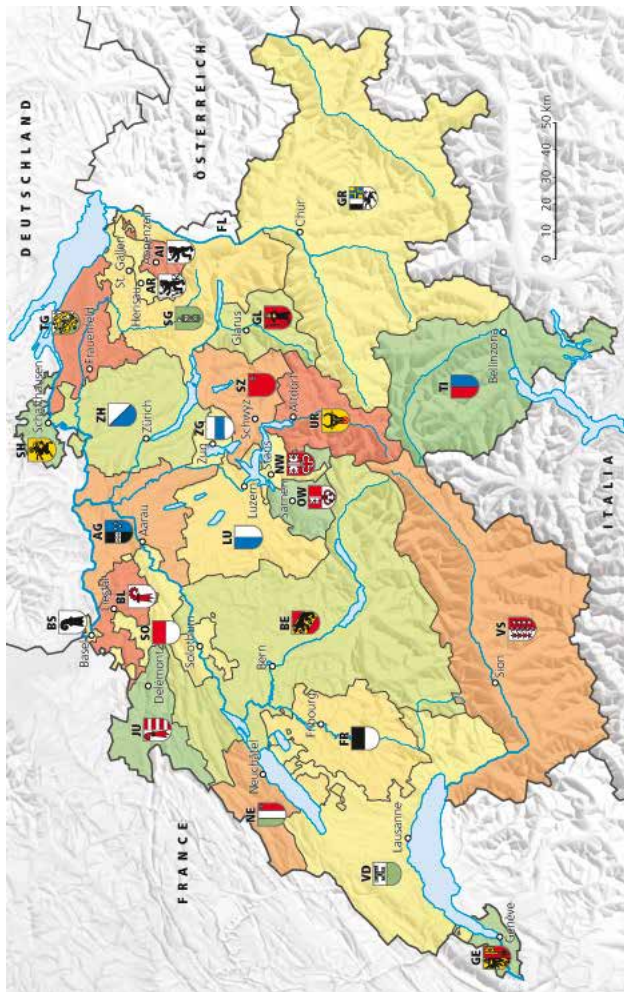 DEUTSCHLAND
SH
Schaffhausen
TG
Frauenfeld
BS
Basel
AG
Aarau
ZH
Zürich
St. Gallen
Herisau
AR
Appenzell
AI
SG
ÖSTERREICH
FL
Liestal
BL
JU
Delémont
SO
Solothurn
LU
Luzern
ZG
Zug
SZ
Schwyz
Glarus
GL
NE
Neuchâtel
Bern
BE
Sarnen
OW
Stans
NW
Altdorf
UR
Chur
GR
FRANCE
Fribourg
FR
VD
Lausanne
Sion
VS
TI
Bellinzona
GE
Genève
ITALIA
0 10 20 30 40 50 km